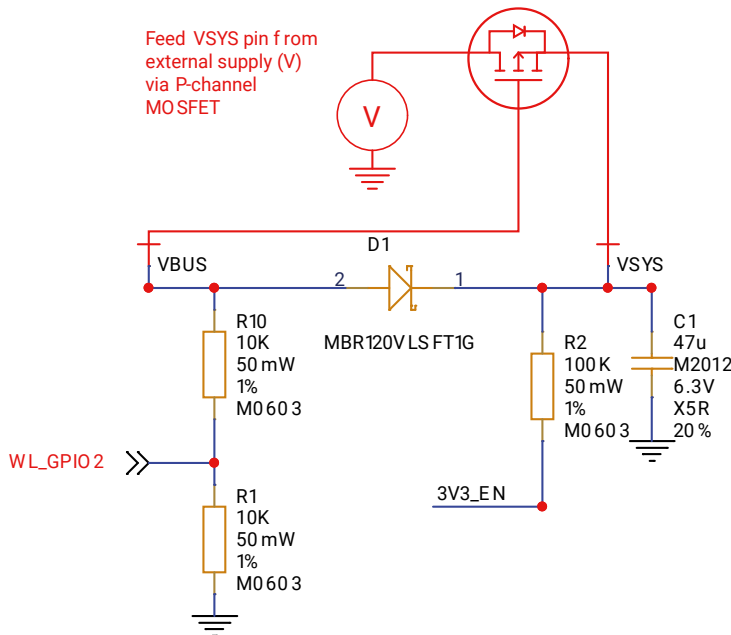 Feed VSYS pin from
external supply (V)
via P-channel
MOSFET
V
D1
VBUS
VSYS
2
1
MBR120VLSFT1G
R10
10K
50mW
1%
M0603
R2
100K
50mW
1%
M0603
C1
47u
M2012
6.3V
X5R
20%
WL_GPIO2
3V3_EN
R1
10K
50mW
1%
M0603